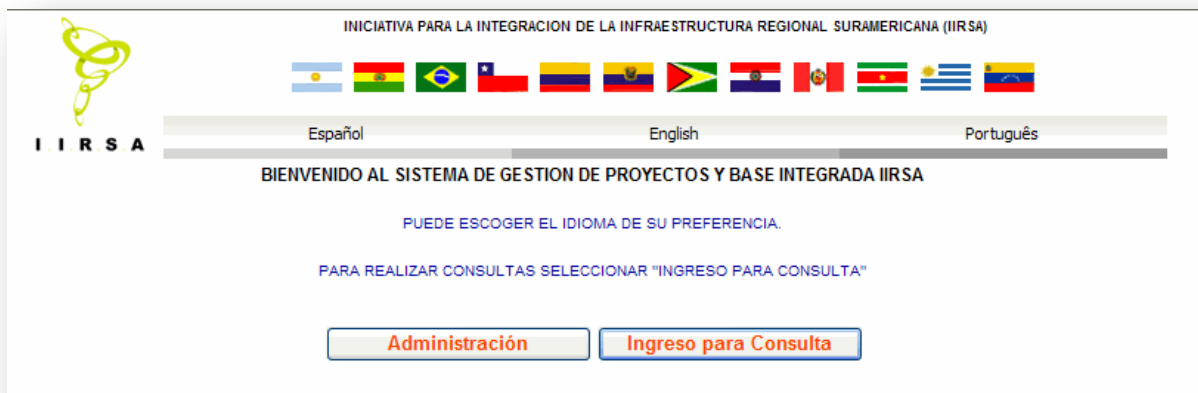 INICIATIVA PARA LA INTEGRACION DE LA INFRAESTRUCTURA REGIONAL SURAMERICANA (IIRSA)
I.I.R.S.A
Español English Português
BIENVENIDO AL SISTEMA DE GESTION DE PROYECTOS Y BASE INTEGRADA IIRSA
PUEDE ESCOGER EL IDIOMA DE SU PREFERENCIA.
PARA REALIZAR CONSULTAS SELECCIONAR "INGRESO PARA CONSULTA"
Administración Ingreso para Consulta